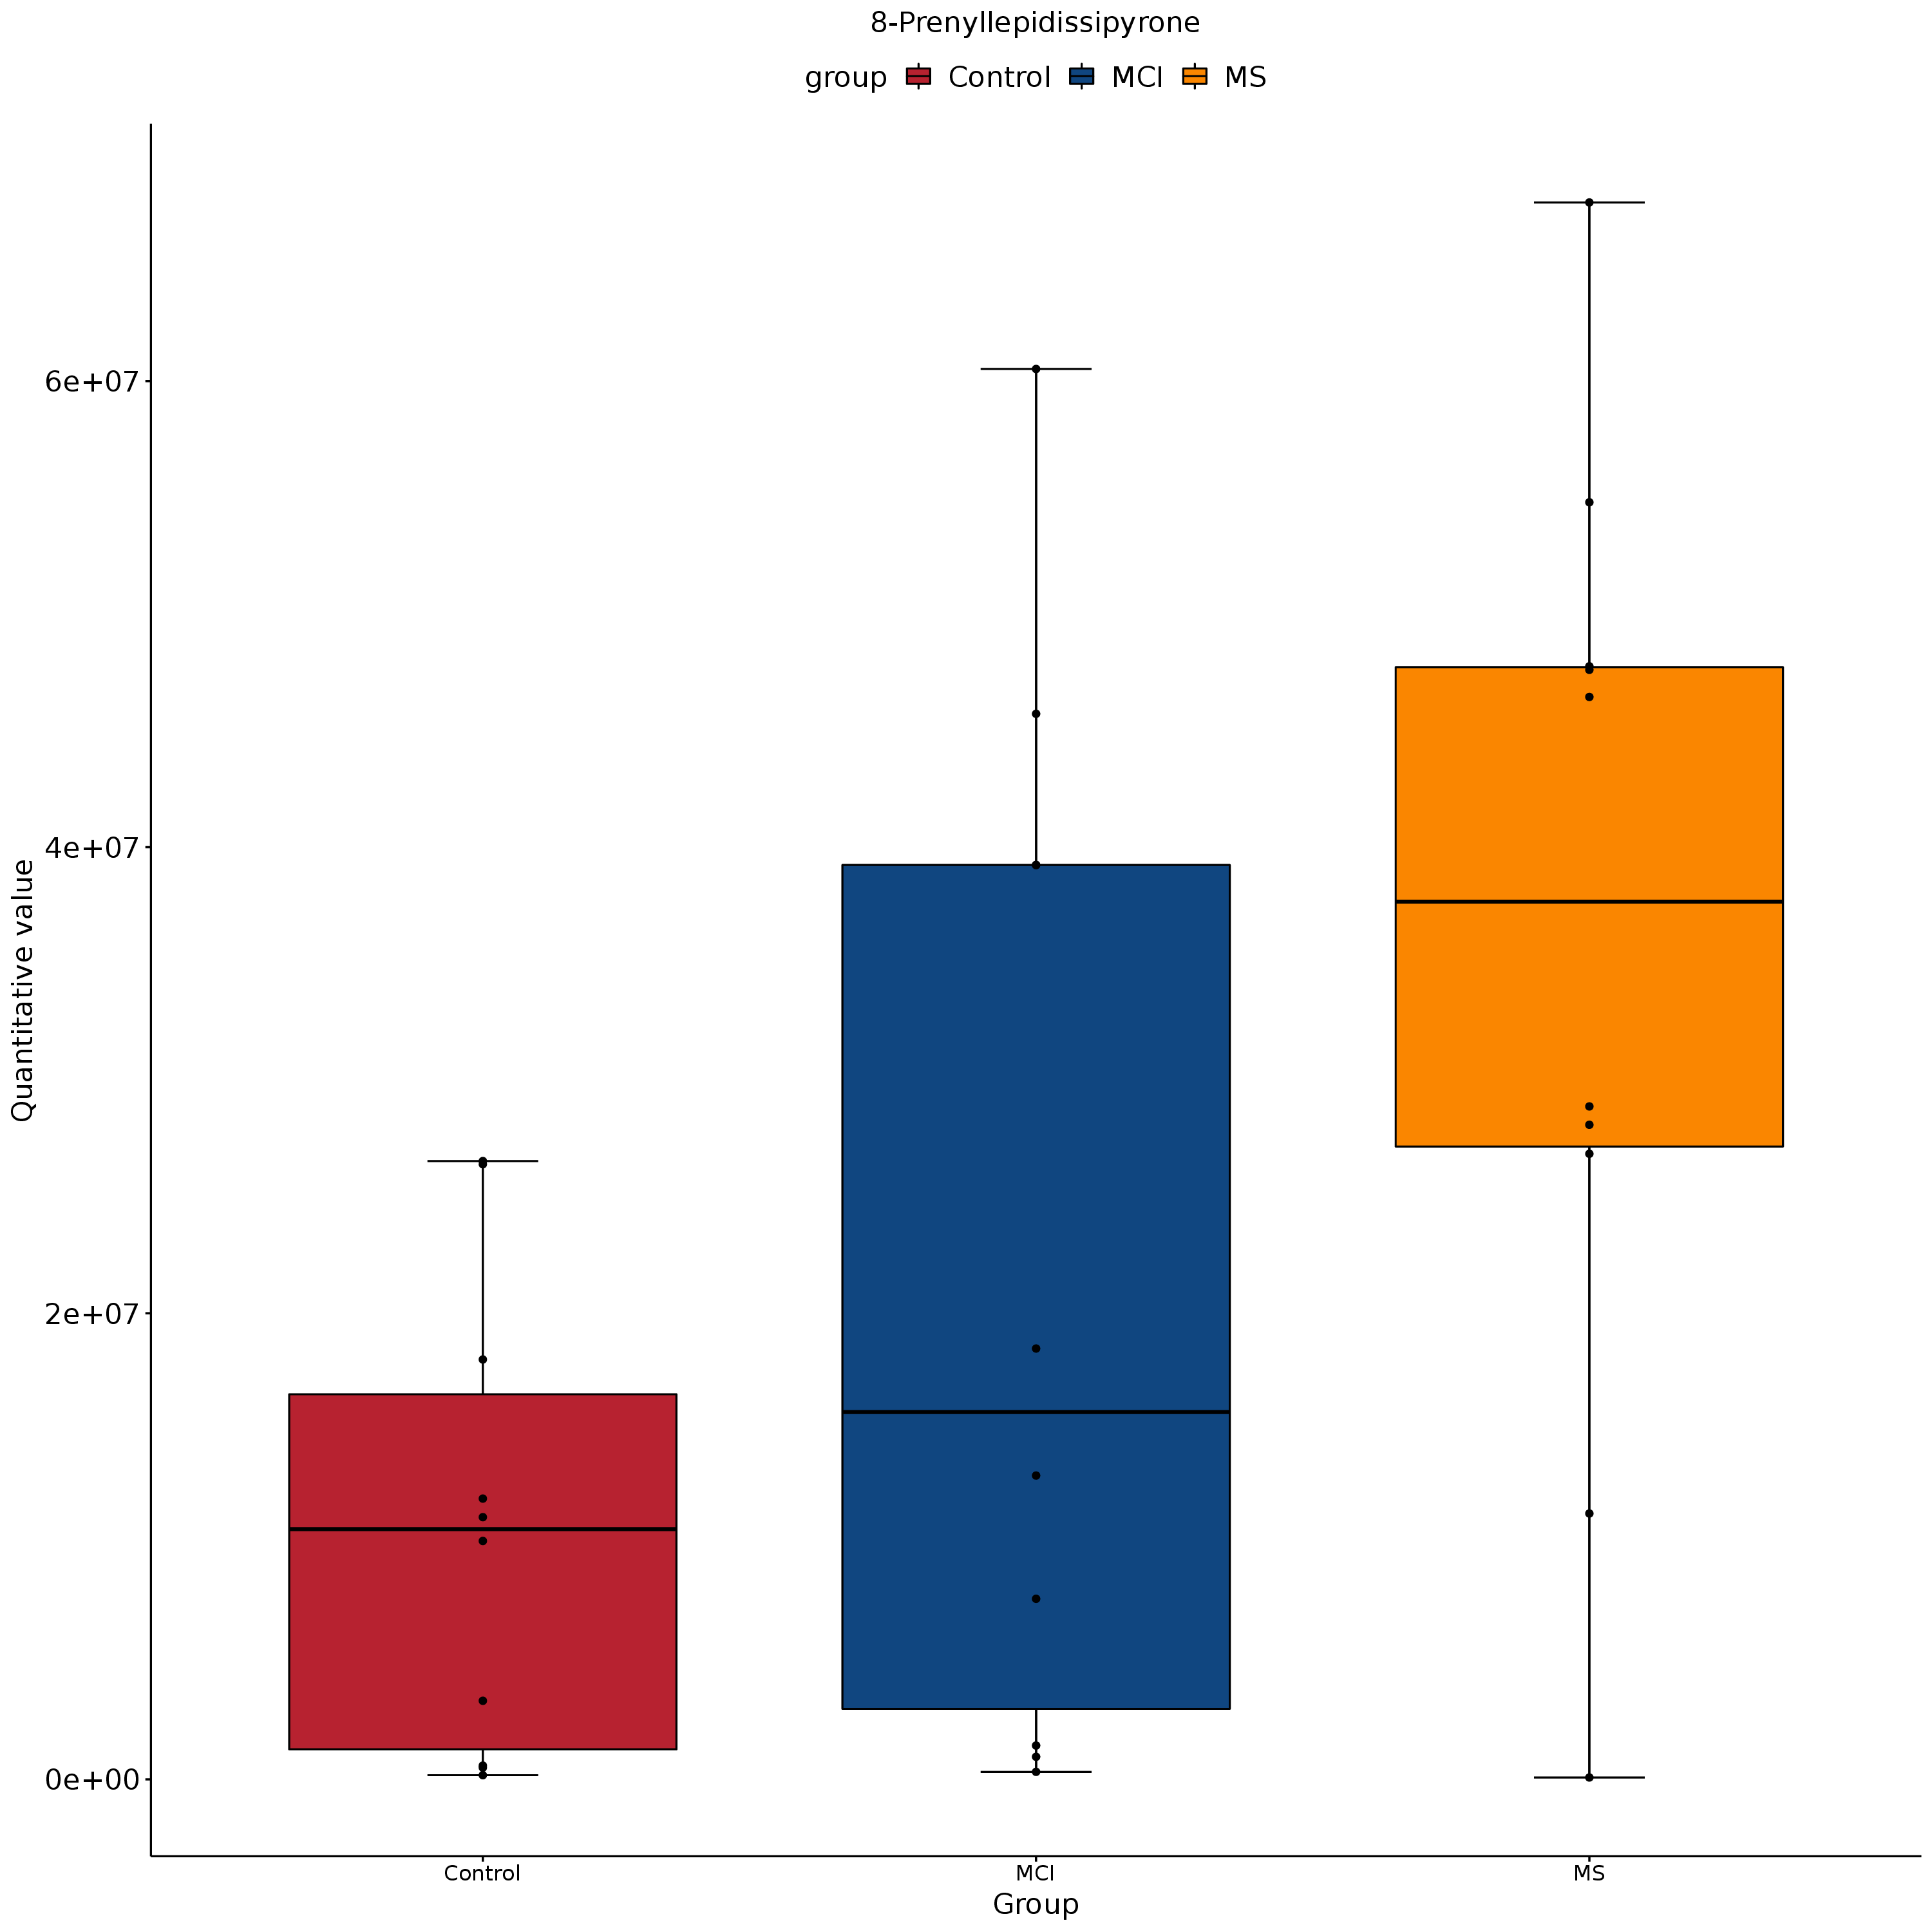 8-Prenyllepidissipyrone
group Control MCI MS
6e+07
4e+07
2e+07
0e+00
Quantitative value
Control MCI MS
Group